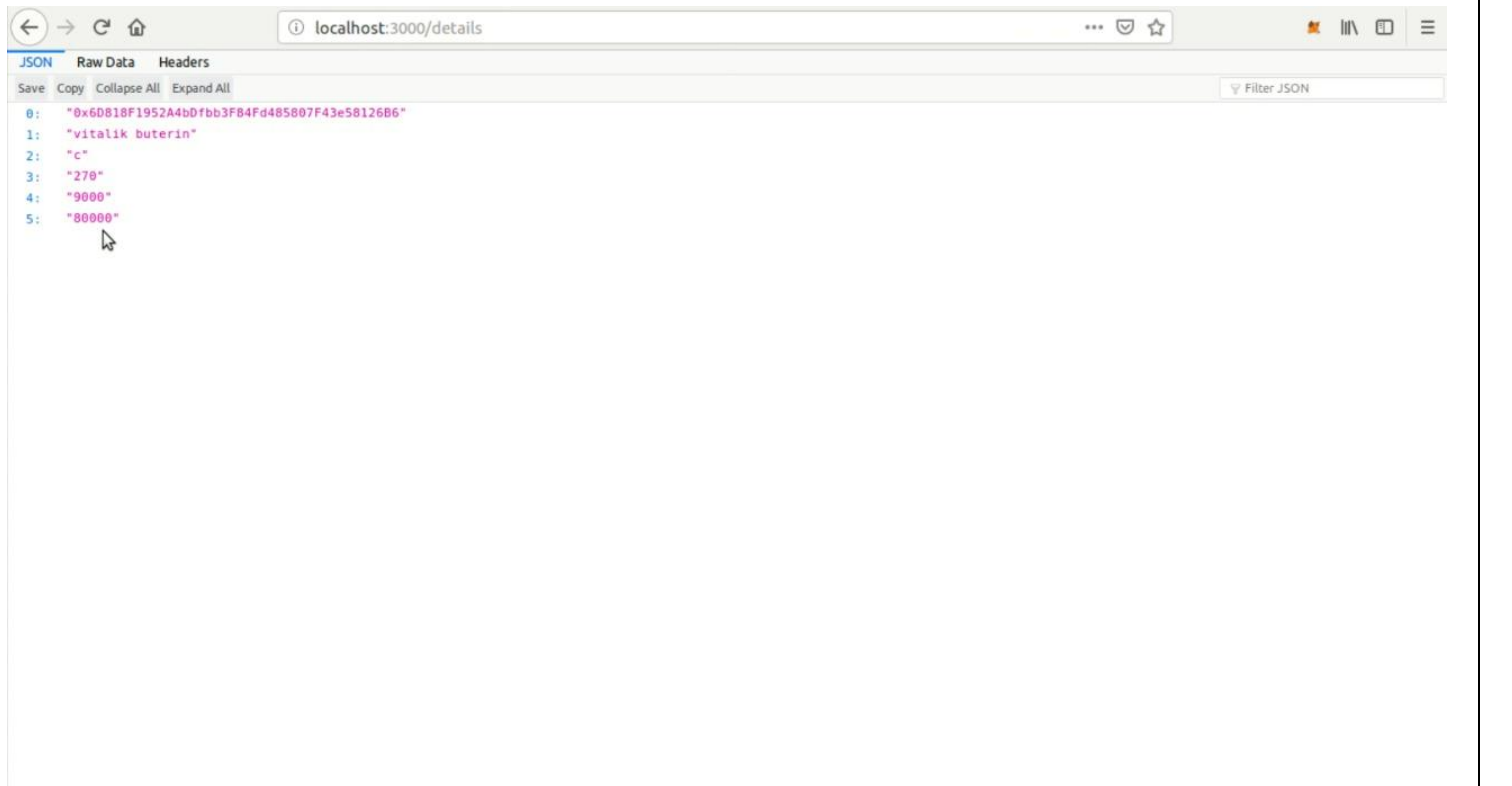 localhost:3000/details
JSON Raw Data Headers
Save Copy Collapse All Expand All Filter JSON
0: "0x6D818F1952A4bDfbb3F84Fd485807F43e58126B6"
1: "vitalik buterin"
2: "c"
3: "270"
4: "9000"
5: "80000"